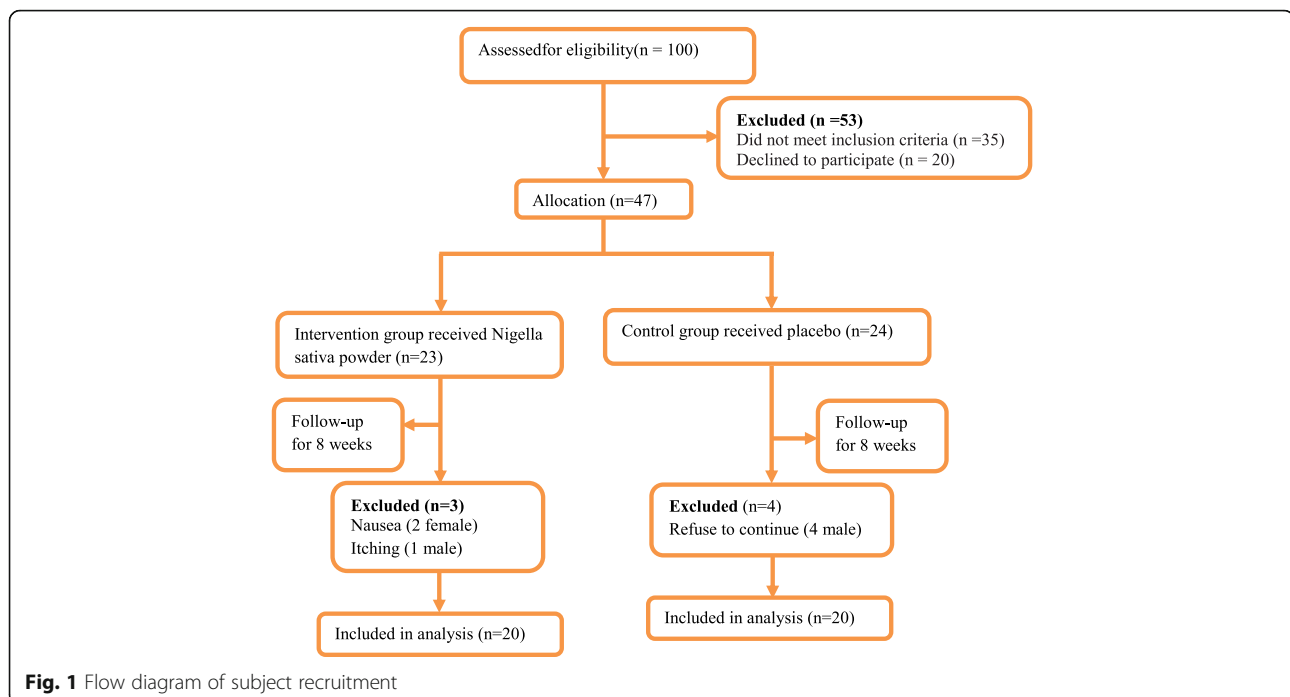 Assessedfor eligibility(n = 100)
Excluded (n =53)
Did not meet inclusion criteria (n =35)
Declined to participate (n = 20)
Allocation (n=47)
Intervention group received Nigella
sativa powder (n=23)
Control group received placebo (n=24)
Follow-up
for 8 weeks
Follow-up
for 8 weeks
Excluded (n=3)
Nausea (2 female)
Itching (1 male)
Excluded (n=4)
Refuse to continue (4 male)
Included in analysis (n=20)
Included in analysis (n=20)
Fig. 1 Flow diagram of subject recruitment